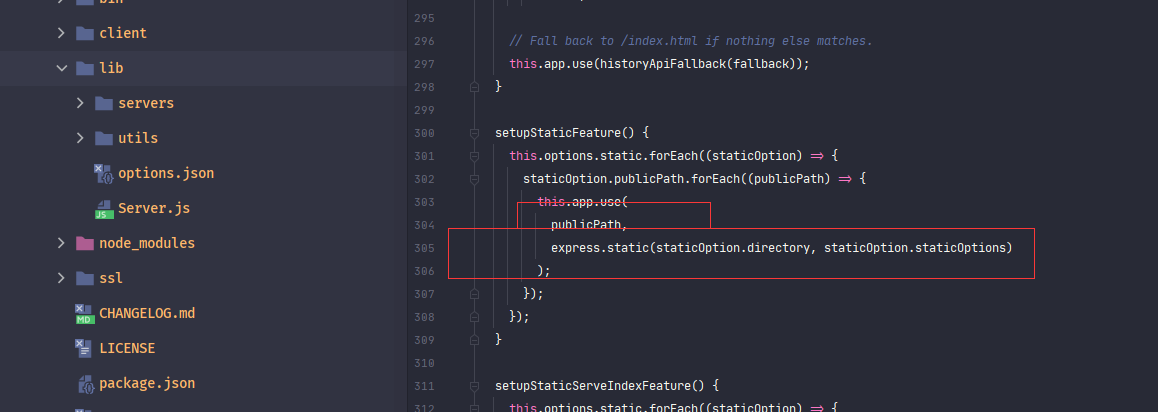 bin
client
lib
servers
utils
options.json
JS
Server.js
node_modules
ssl
MD
CHANGELOG.md
LICENSE
package.json
295
296 // Fall back to /index.html if nothing else matches.
297 this.app.use(historyApiFallback(fallback));
298 }
299
300 setupStaticFeature() {
301 this.options.static.forEach((staticOption) => {
302 staticOption.publicPath.forEach((publicPath) => {
303 this.app.use(
304 publicPath,
305 express.static(staticOption.directory, staticOption.staticOptions)
306 );
307 });
308 });
309 }
310
311 setupStaticServeIndexFeature() {
312 this.options.static.forEach((staticOption) => {